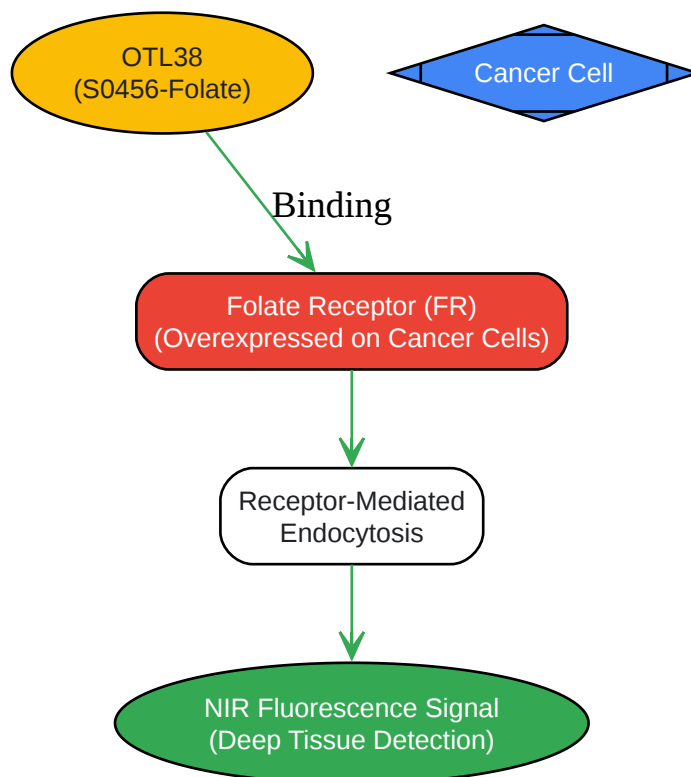 OTL38
(S0456-Folate)
Cancer Cell
Binding
Folate Receptor (FR)
(Overexpressed on Cancer Cells)
Receptor-Mediated
Endocytosis
NIR Fluorescence Signal
(Deep Tissue Detection)